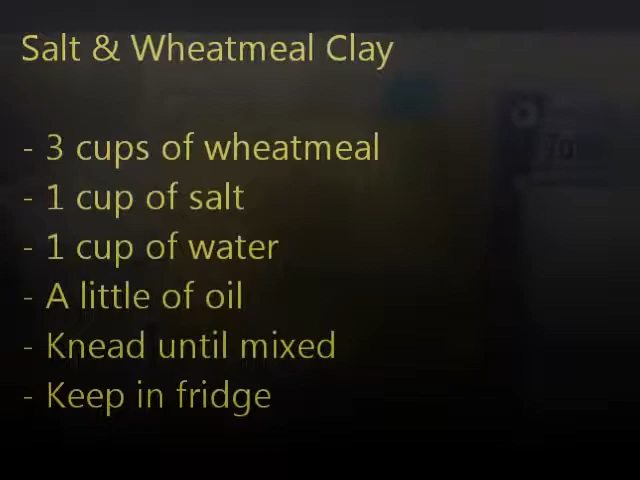 Salt & Wheatmeal Clay
- 3 cups of wheatmeal
- 1 cup of salt
- 1 cup of water
- A little of oil
- Knead until mixed
- Keep in fridge